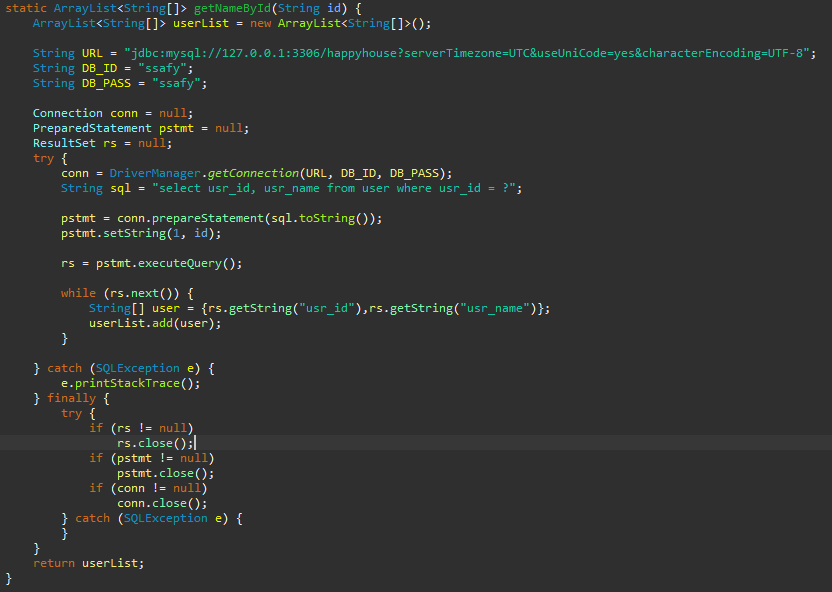 static ArrayList<String[]> getNameById(String id) {
    ArrayList<String[]> userList = new ArrayList<String[]>();

    String URL = "jdbc:mysql://127.0.0.1:3306/happyhouse?serverTimezone=UTC&useUniCode=yes&characterEncoding=UTF-8";
    String DB_ID = "ssafy";
    String DB_PASS = "ssafy";

    Connection conn = null;
    PreparedStatement pstmt = null;
    ResultSet rs = null;
    try {
        conn = DriverManager.getConnection(URL, DB_ID, DB_PASS);
        String sql = "select usr_id, usr_name from user where usr_id = ?";

        pstmt = conn.prepareStatement(sql.toString());
        pstmt.setString(1, id);

        rs = pstmt.executeQuery();

        while (rs.next()) {
            String[] user = {rs.getString("usr_id"),rs.getString("usr_name")};
            userList.add(user);
        }

    } catch (SQLException e) {
        e.printStackTrace();
    } finally {
        try {
            if (rs != null)
                rs.close();
            if (pstmt != null)
                pstmt.close();
            if (conn != null)
                conn.close();
        } catch (SQLException e) {
        }
    }
    return userList;
}